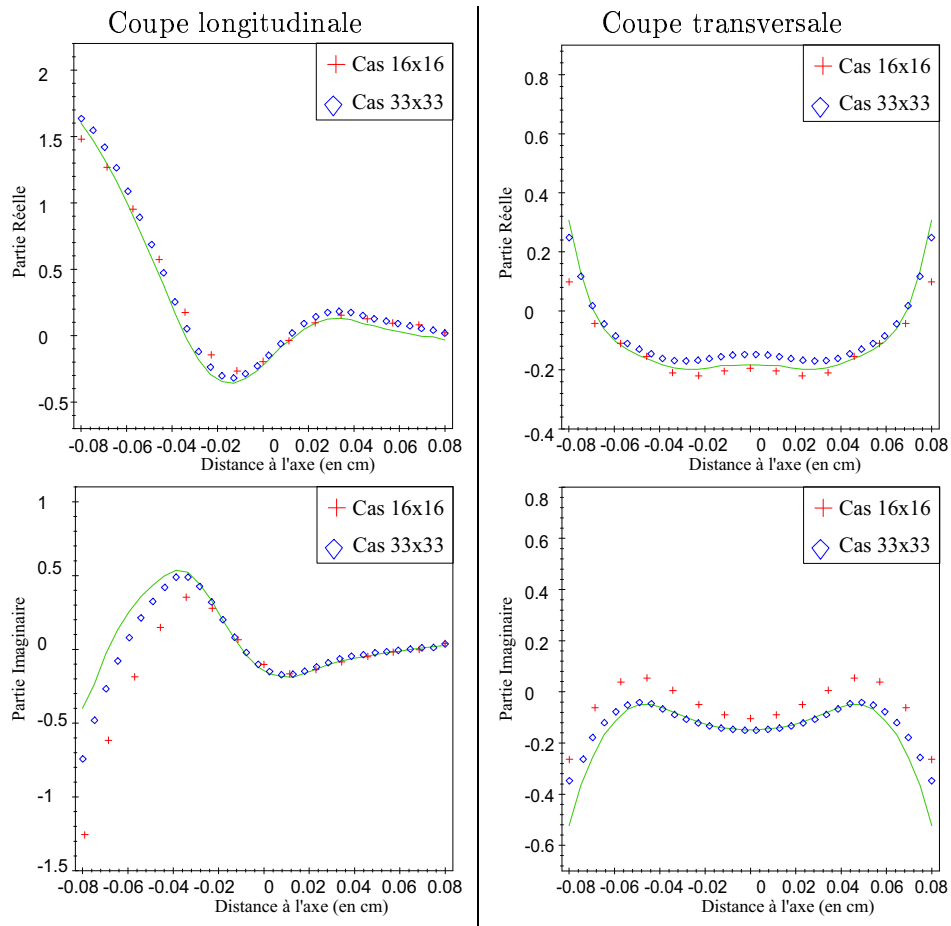 Coupe longitudinale
Cas 16x16
Cas 33x33
2
1.5
1
0.5
0
-0.5
Partie Réelle
-0.08 -0.06 -0.04 -0.02 0 0.02 0.04 0.06 0.08
Distance à l'axe (en cm)
Cas 16x16
Cas 33x33
1
0.5
0
-0.5
-1
-1.5
Partie Imaginaire
-0.08 -0.06 -0.04 -0.02 0 0.02 0.04 0.06 0.08
Distance à l'axe (en cm)
Coupe transversale
Cas 16x16
Cas 33x33
0.8
0.6
0.4
0.2
0
-0.2
-0.4
Partie Réelle
-0.08 -0.06 -0.04 -0.02 0 0.02 0.04 0.06 0.08
Distance à l'axe (en cm)
Cas 16x16
Cas 33x33
0.8
0.6
0.4
0.2
0
-0.2
-0.4
-0.6
Partie Imaginaire
-0.08 -0.06 -0.04 -0.02 0 0.02 0.04 0.06 0.08
Distance à l'axe (en cm)